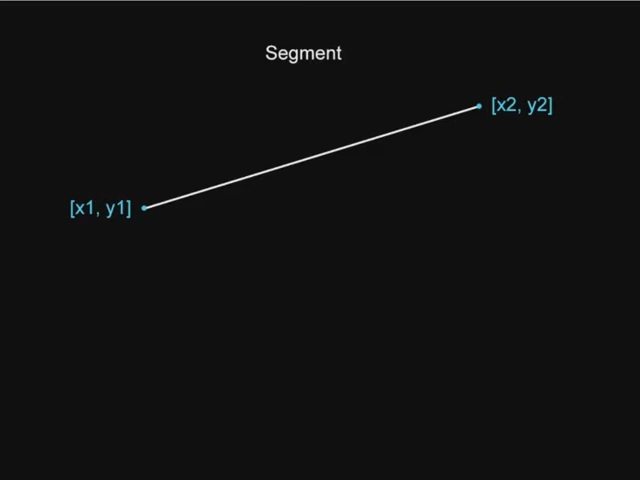 Segment
[x2, y2]
[x1, y1]